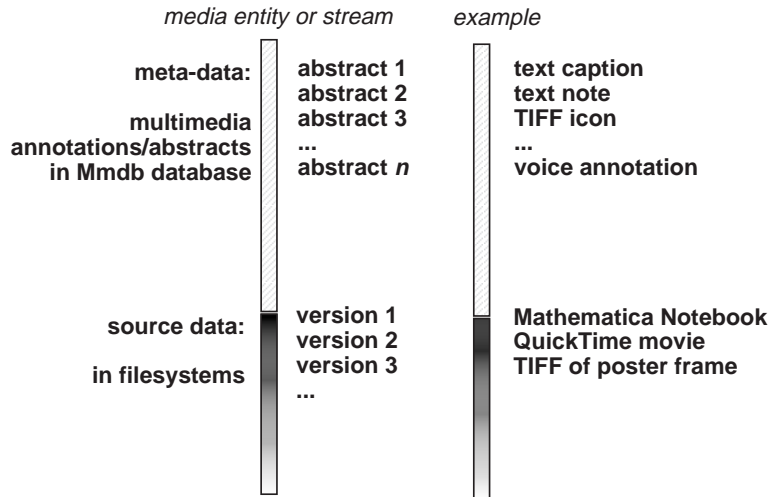 media entity or stream
example
meta-data:
multimedia
annotations/abstracts
in Mmdb database
abstract 1
abstract 2
abstract 3
...
abstract n
text caption
text note
TIFF icon
...
voice annotation
source data:
in filesystems
version 1
version 2
version 3
...
Mathematica Notebook
QuickTime movie
TIFF of poster frame